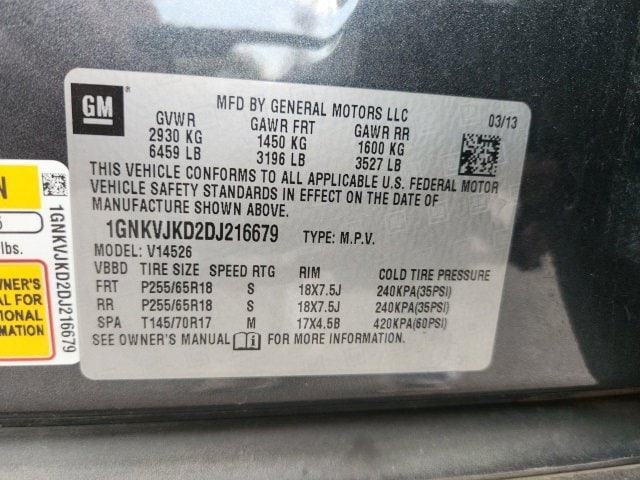 GM
MFD BY GENERAL MOTORS LLC
03/13
GVWR GAWR FRT GAWR RR
2930 KG 1450 KG 1600 KG
6459 LB 3196 LB 3527 LB
THIS VEHICLE CONFORMS TO ALL APPLICABLE U.S. FEDERAL MOTOR
VEHICLE SAFETY STANDARDS IN EFFECT ON THE DATE OF
MANUFACTURE SHOWN ABOVE.
1GNKVJKD2DJ216679 TYPE: M.P.V.
MODEL: V14526
VBBD TIRE SIZE SPEED RTG RIM COLD TIRE PRESSURE
FRT P255/65R18 S 18X7.5J 240KPA(35PSI)
RR P255/65R18 S 18X7.5J 240KPA(35PSI)
SPA T145/70R17 M 17X4.5B 420KPA(60PSI)
SEE OWNER'S MANUAL FOR MORE INFORMATION.
1GNKVJKD2DJ216679
lbs.
FOR